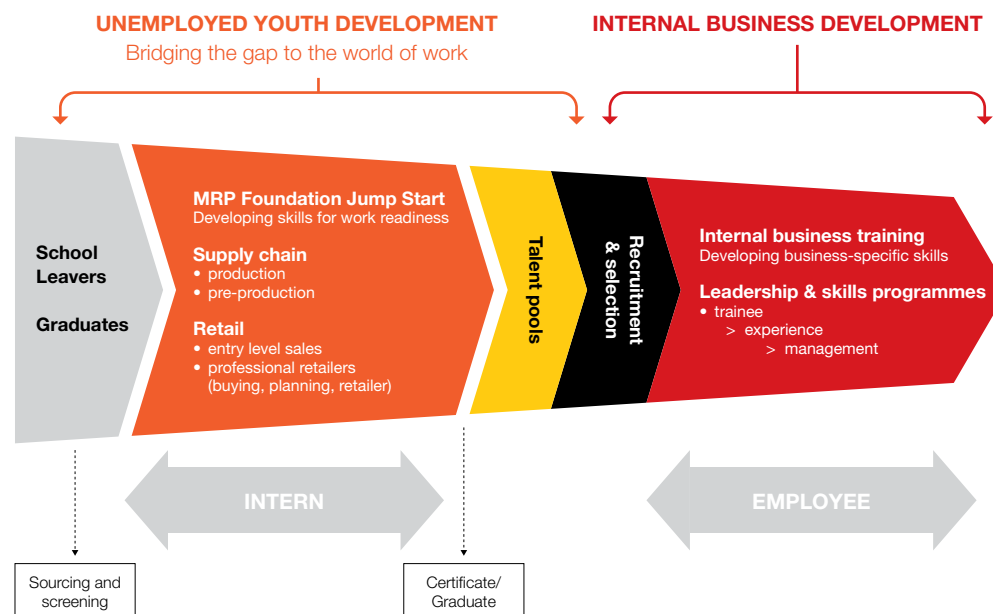 UNEMPLOYED YOUTH DEVELOPMENT
Bridging the gap to the world of work
INTERNAL BUSINESS DEVELOPMENT
School
Leavers
Graduates
MRP Foundation Jump Start
Developing skills for work readiness
Supply chain
• production
• pre-production
Retail
• entry level sales
• professional retailers
(buying, planning, retailer)
Talent pools
Recruitment
& selection
Internal business training
Developing business-specific skills
Leadership & skills programmes
• trainee
> experience
> management
INTERN
EMPLOYEE
Sourcing and
screening
Certificate/
Graduate